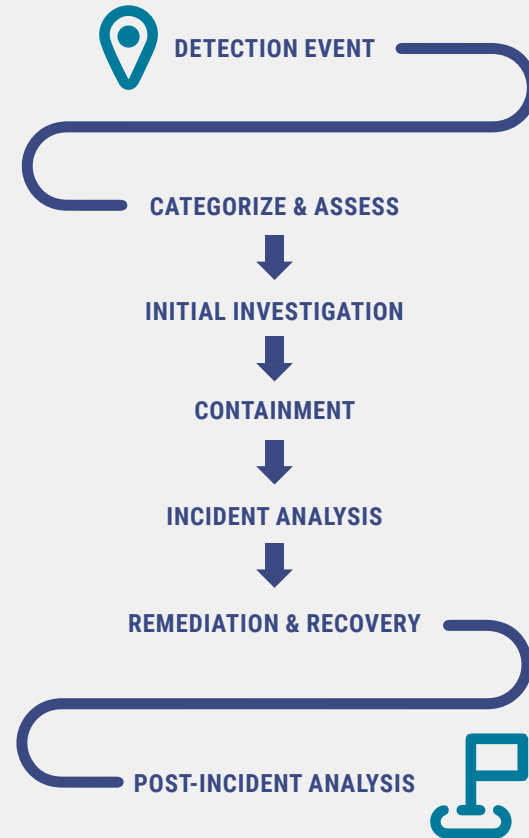 DETECTION EVENT
CATEGORIZE & ASSESS
INITIAL INVESTIGATION
CONTAINMENT
INCIDENT ANALYSIS
REMEDIATION & RECOVERY
POST-INCIDENT ANALYSIS